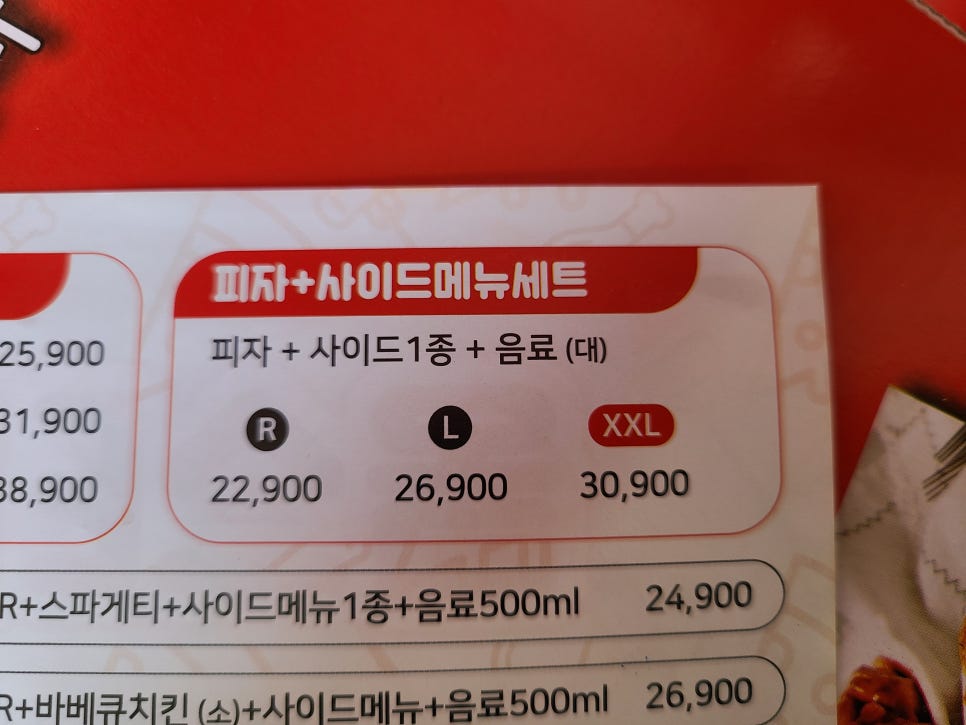 25,900
31,900
38,900
피자+사이드메뉴세트
피자 + 사이드1종 + 음료 (대)
R L XXL
22,900 26,900 30,900
R+스파게티+사이드메뉴1종+음료500ml 24,900
R+바베큐치킨 (소)+사이드메뉴+음료500ml 26,900